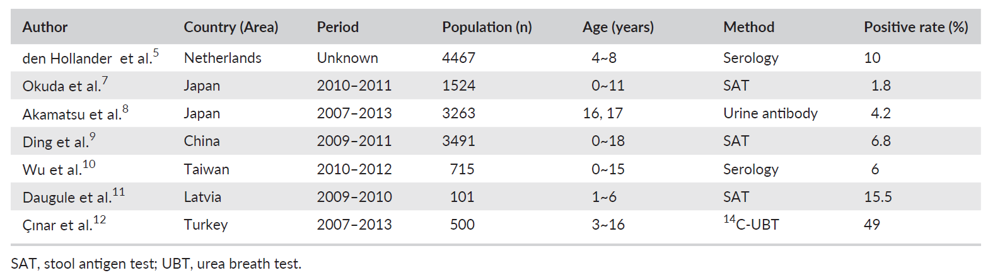 Author Country (Area) Period Population (n) Age (years) Method Positive rate (%)
den Hollander et al.5 Netherlands Unknown 4467 4~8 Serology 10
Okuda et al.7 Japan 2010–2011 1524 0~11 SAT 1.8
Akamatsu et al.8 Japan 2007–2013 3263 16, 17 Urine antibody 4.2
Ding et al.9 China 2009–2011 3491 0~18 SAT 6.8
Wu et al.10 Taiwan 2010–2012 715 0~15 Serology 6
Daugule et al.11 Latvia 2009–2010 101 1~6 SAT 15.5
Çınar et al.12 Turkey 2007–2013 500 3~16 14C-UBT 49
SAT, stool antigen test; UBT, urea breath test.